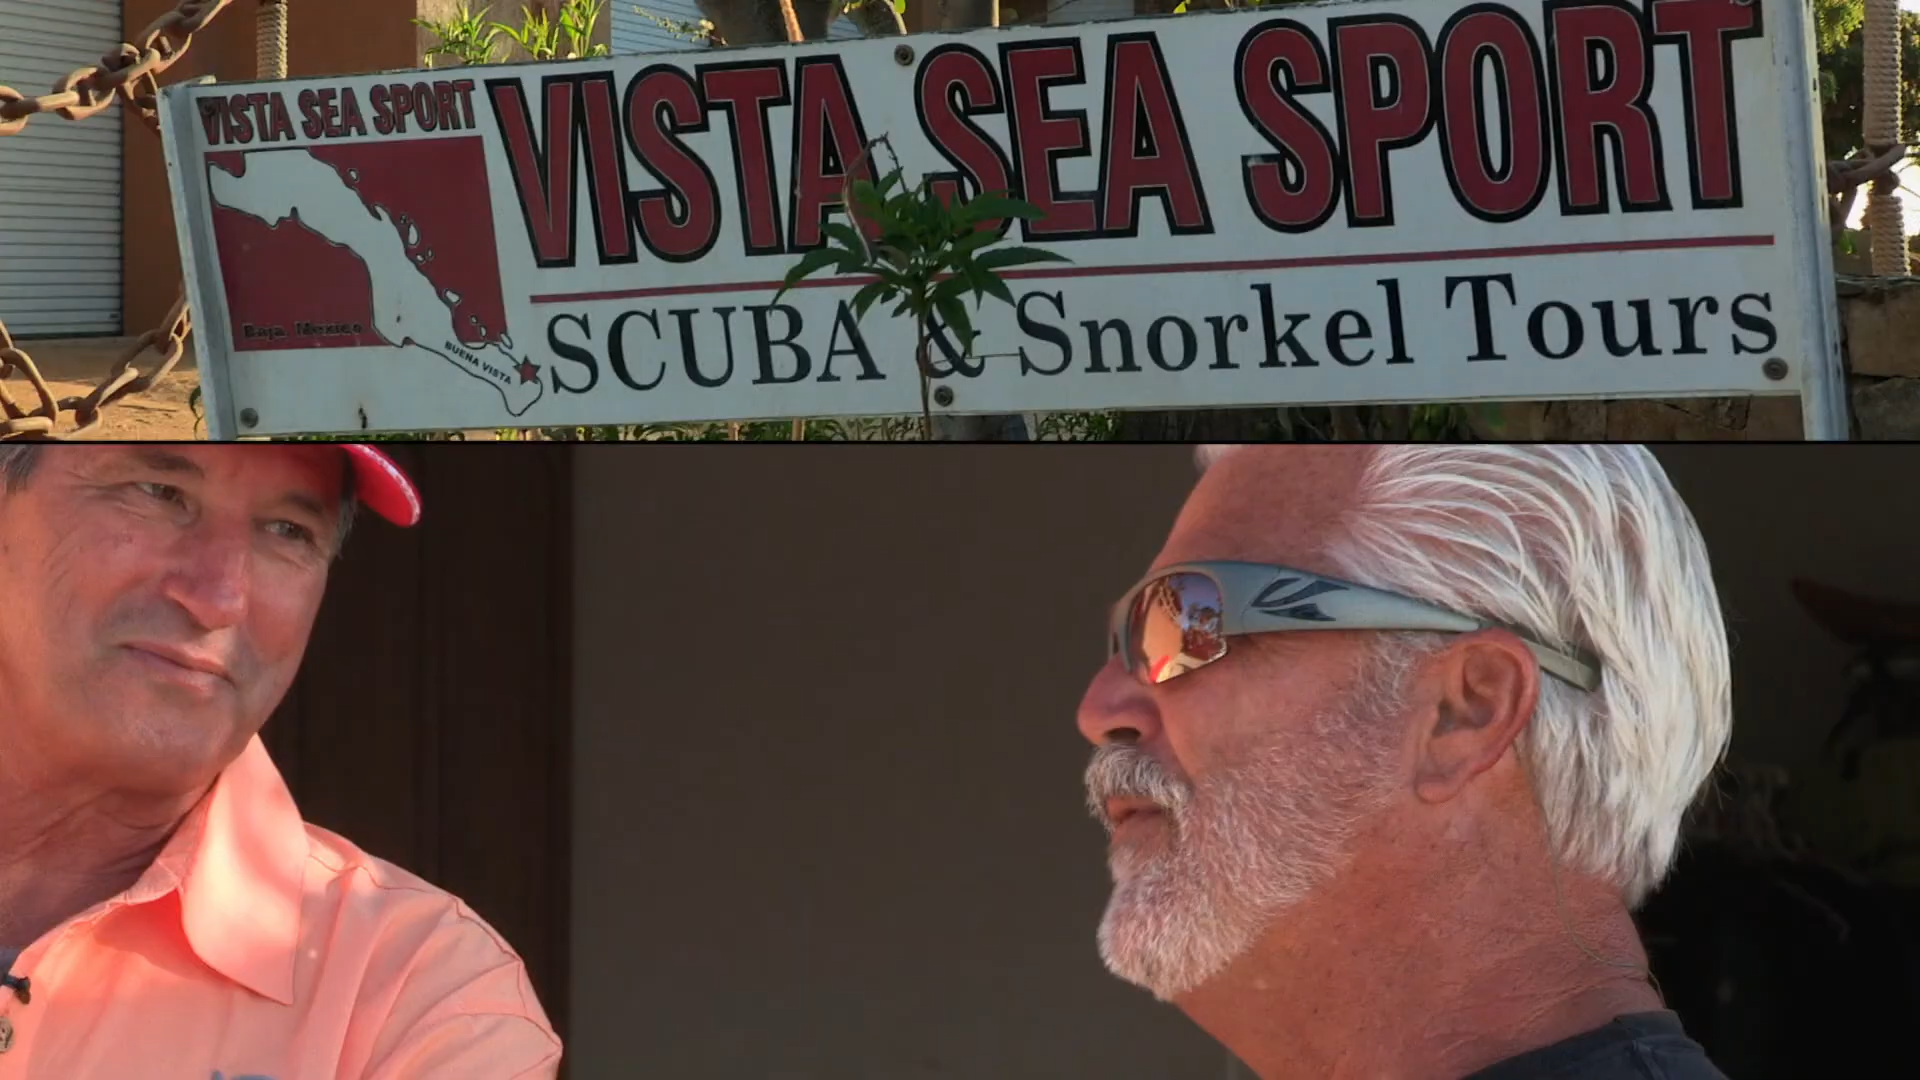 VISTA SEA SPORT
VISTA SEA SPORT
Baja, Mexico
BUENA VISTA
SCUBA & Snorkel Tours